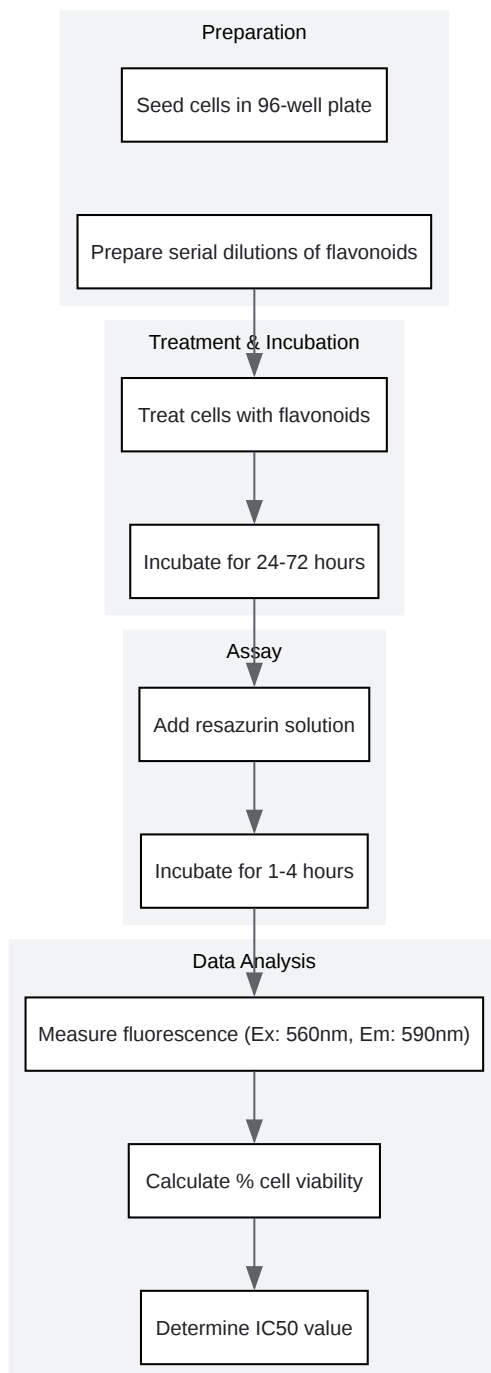 Preparation
Seed cells in 96-well plate
Prepare serial dilutions of flavonoids
Treatment & Incubation
Treat cells with flavonoids
Incubate for 24-72 hours
Assay
Add resazurin solution
Incubate for 1-4 hours
Data Analysis
Measure fluorescence (Ex: 560nm, Em: 590nm)
Calculate % cell viability
Determine IC50 value